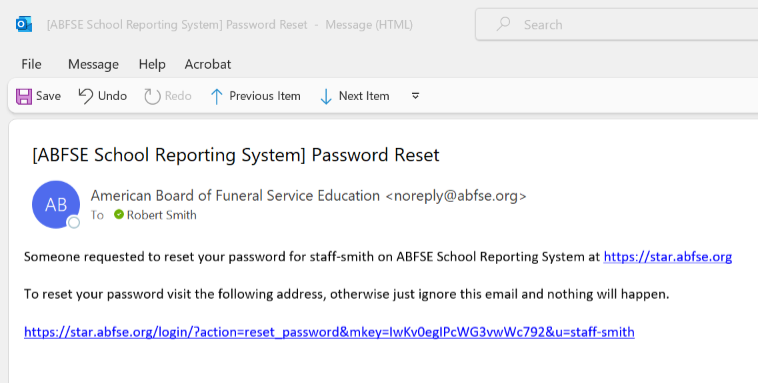 [ABFSE School Reporting System] Password Reset - Message (HTML)
Search
File Message Help Acrobat
Save Undo Redo Previous Item Next Item
[ABFSE School Reporting System] Password Reset
AB
American Board of Funeral Service Education <noreply@abfse.org>
To Robert Smith
Someone requested to reset your password for staff-smith on ABFSE School Reporting System at https://star.abfse.org
To reset your password visit the following address, otherwise just ignore this email and nothing will happen.
https://star.abfse.org/login/?action=reset_password&mkey=lwKv0egIPcWG3vwWc792&u=staff-smith